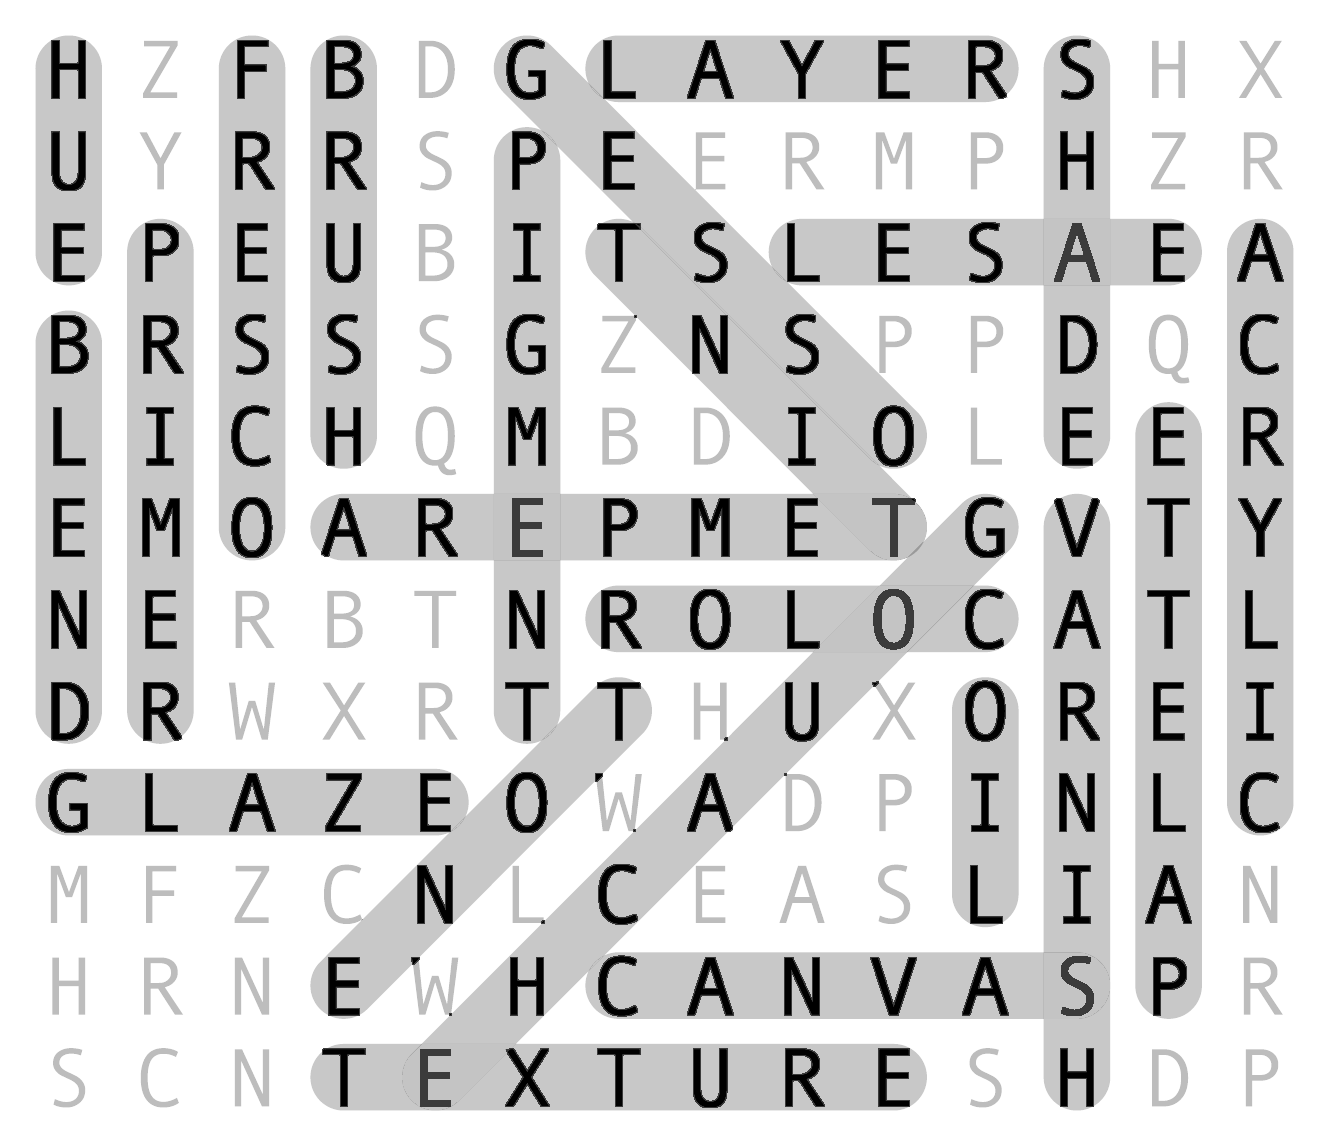 H Z F B D G L A Y E R S H X
U Y R R S P E E R M P H Z R
E P E U B I T S L E S A E A
B R S S S G Z N S P P D Q C
L I C H Q M B D I O L E E R
E M O A R E P M E T G V T Y
N E R B T N R O L O C A T L
D R W X R T T H U X O R E I
G L A Z E O W A D P I N L C
M F Z C N L C E A S L I A N
H R N E W H C A N V A S P R
S C N T E X T U R E S H D P